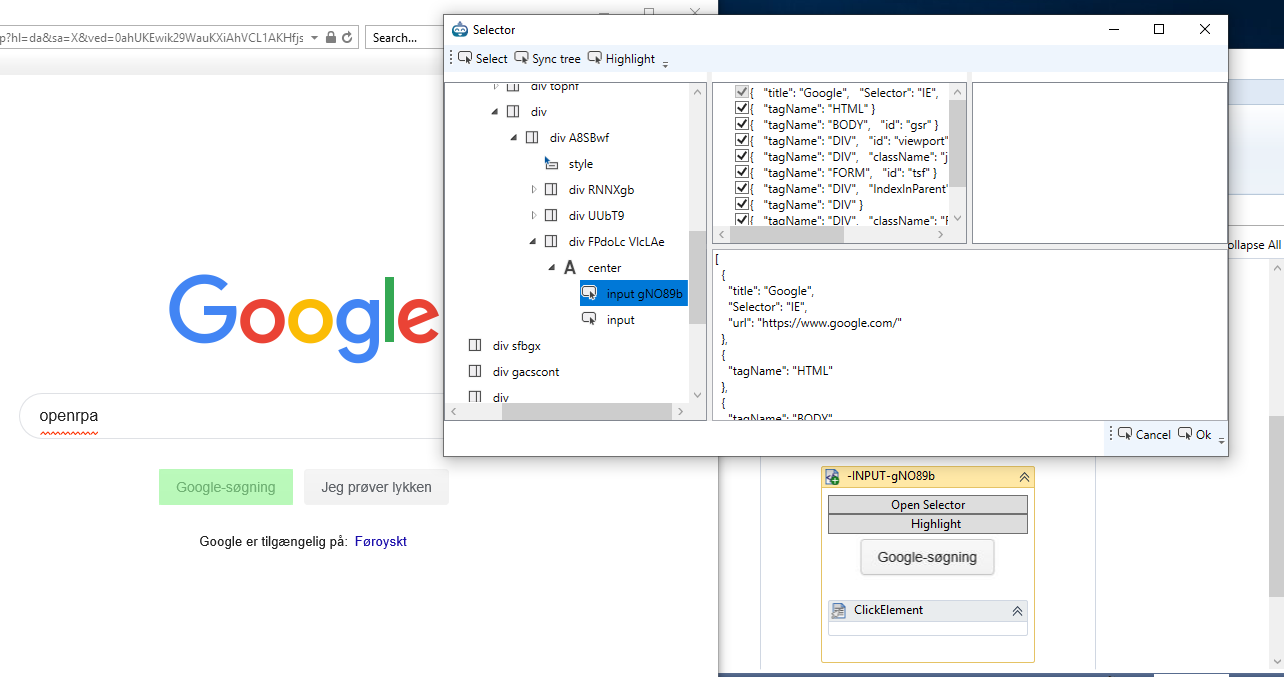 p?hl=da&sa=X&ved=0ahUKEwik29WauKXiAhVCL1AKHfjs
Search...
Google
openrpa
Google-søgning
Jeg prøver lykken
Google er tilgængelig på: Føroyskt
Selector
Select
Sync tree
Highlight
div topnf
div
div A8SBwf
style
div RNNXgb
div UUbT9
div FPdoLc VlcLAe
center
input gNO89b
input
div sfbgx
div gacscont
div
{ "title": "Google", "Selector": "IE",
{ "tagName": "HTML" }
{ "tagName": "BODY", "id": "gsr" }
{ "tagName": "DIV", "id": "viewport"
{ "tagName": "DIV", "className": "j
{ "tagName": "FORM", "id": "tsf" }
{ "tagName": "DIV", "IndexInParent"
{ "tagName": "DIV" }
{ "tagName": "DIV", "className": "F
[
{
"title": "Google",
"Selector": "IE",
"url": "https://www.google.com/"
},
{
"tagName": "HTML"
},
{
"tagName": "BODY"
Cancel
Ok
ollapse All
-INPUT-gNO89b
Open Selector
Highlight
Google-søgning
ClickElement